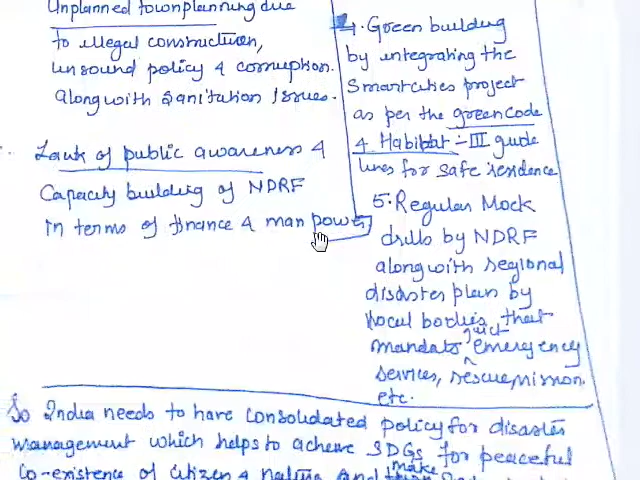 Unplanned townplanning due
to illegal construction,
unsound policy & corruption.
along with sanitation issues.
Lack of public awareness &
Capacity building of NDRF
in terms of finance & man power
4. Green building
by integrating the
Smartcities project
as per the green Code
& Habitat-III guide
lines for safe residence
5. Regular Mock
drills by NDRF
along with regional
disaster plan by
local bodies that
mandate quick emergency
services, rescue mission
etc.
So India needs to have consolidated policy for disaster
management which helps to achieve SDGs for peaceful
Co-existence of citizen & nature and make